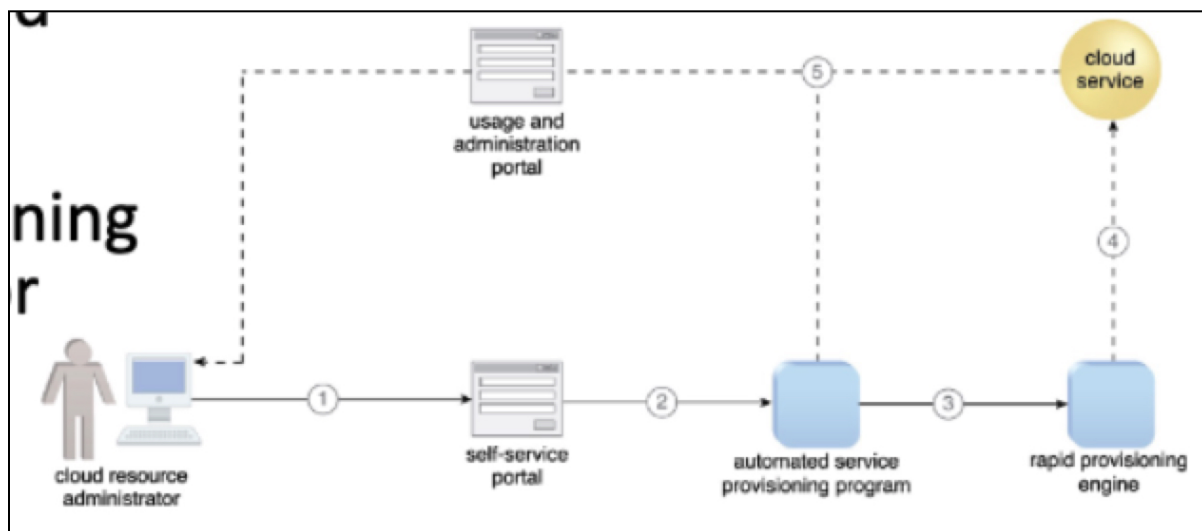 ning
or
5
cloud
service
usage and
administration
portal
4
1
2
3
cloud resource
administrator
self-service
portal
automated service
provisioning program
rapid provisioning
engine